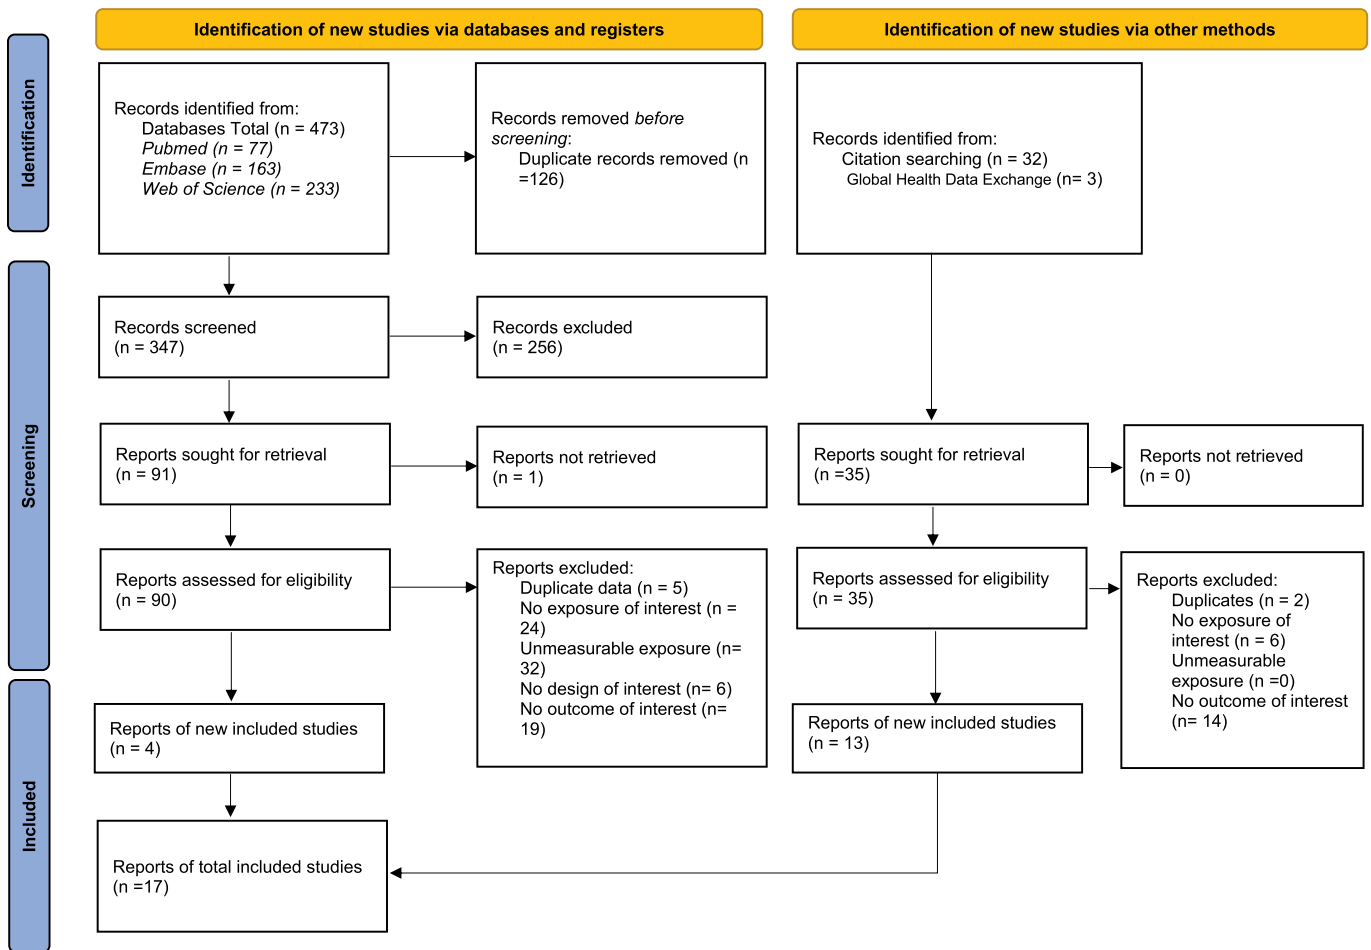 Identification of new studies via databases and registers
Identification of new studies via other methods
Identification
Records identified from:
Databases Total (n = 473)
Pubmed (n = 77)
Embase (n = 163)
Web of Science (n = 233)
Records removed before
screening:
Duplicate records removed (n
=126)
Records identified from:
Citation searching (n = 32)
Global Health Data Exchange (n= 3)
Screening
Records screened
(n = 347)
Records excluded
(n = 256)
Reports sought for retrieval
(n = 91)
Reports not retrieved
(n = 1)
Reports sought for retrieval
(n =35)
Reports not retrieved
(n = 0)
Reports assessed for eligibility
(n = 90)
Reports excluded:
Duplicate data (n = 5)
No exposure of interest (n =
24)
Unmeasurable exposure (n=
32)
No design of interest (n= 6)
No outcome of interest (n=
19)
Reports assessed for eligibility
(n = 35)
Reports excluded:
Duplicates (n = 2)
No exposure of
interest (n = 6)
Unmeasurable
exposure (n =0)
No outcome of interest
(n= 14)
Included
Reports of new included studies
(n = 4)
Reports of new included studies
(n = 13)
Reports of total included studies
(n =17)